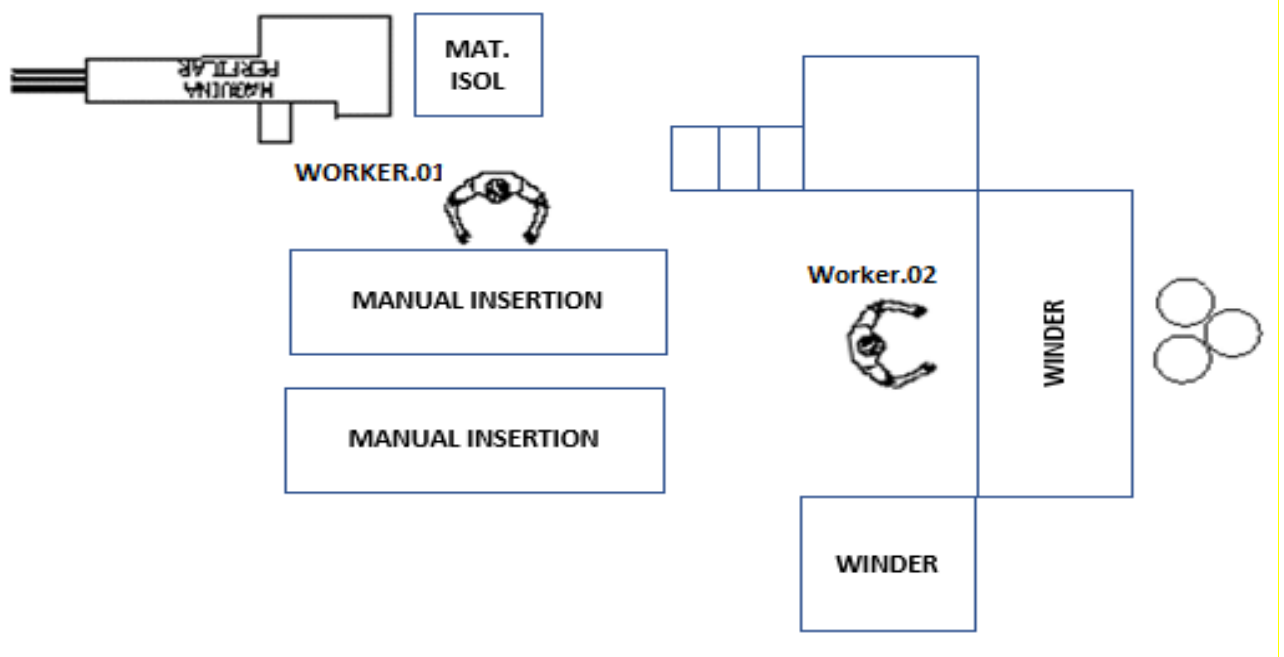 MAQUINA
PERFILAR
MAT.
ISOL
WORKER.01
MANUAL INSERTION
Worker.02
WINDER
MANUAL INSERTION
WINDER